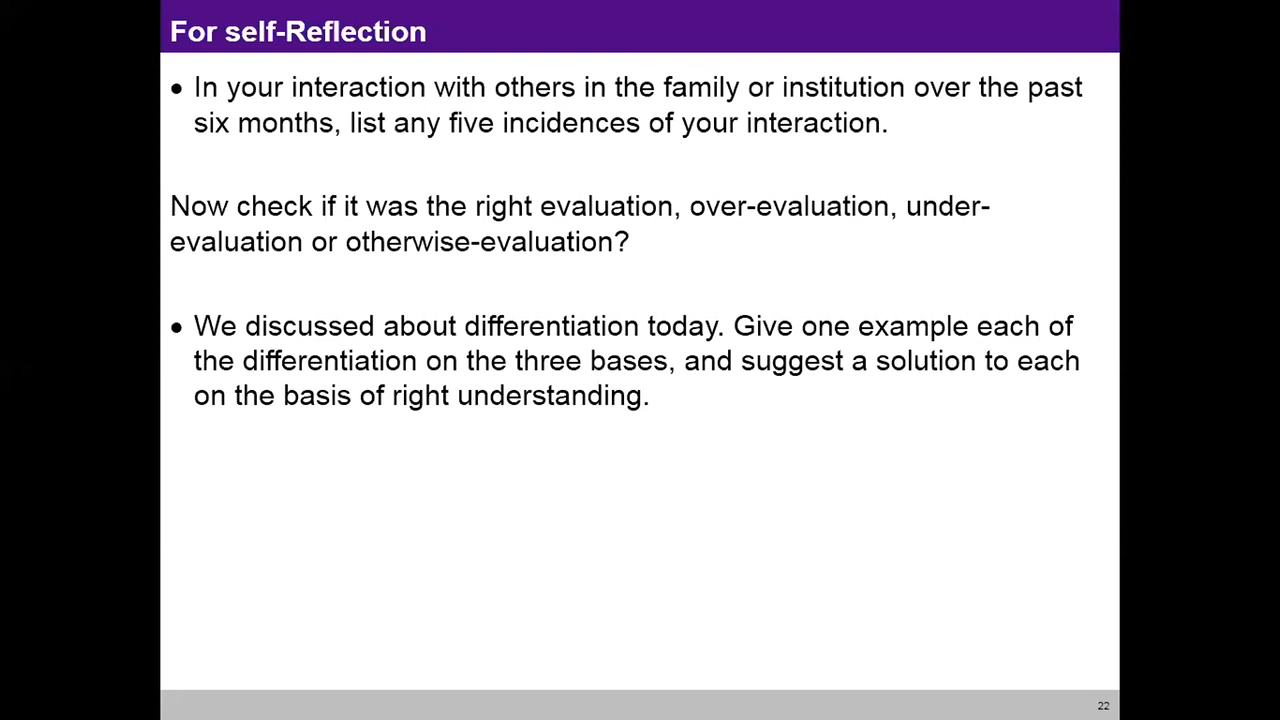 For self-Reflection
• In your interaction with others in the family or institution over the past
six months, list any five incidences of your interaction.
Now check if it was the right evaluation, over-evaluation, under-
evaluation or otherwise-evaluation?
• We discussed about differentiation today. Give one example each of
the differentiation on the three bases, and suggest a solution to each
on the basis of right understanding.
22